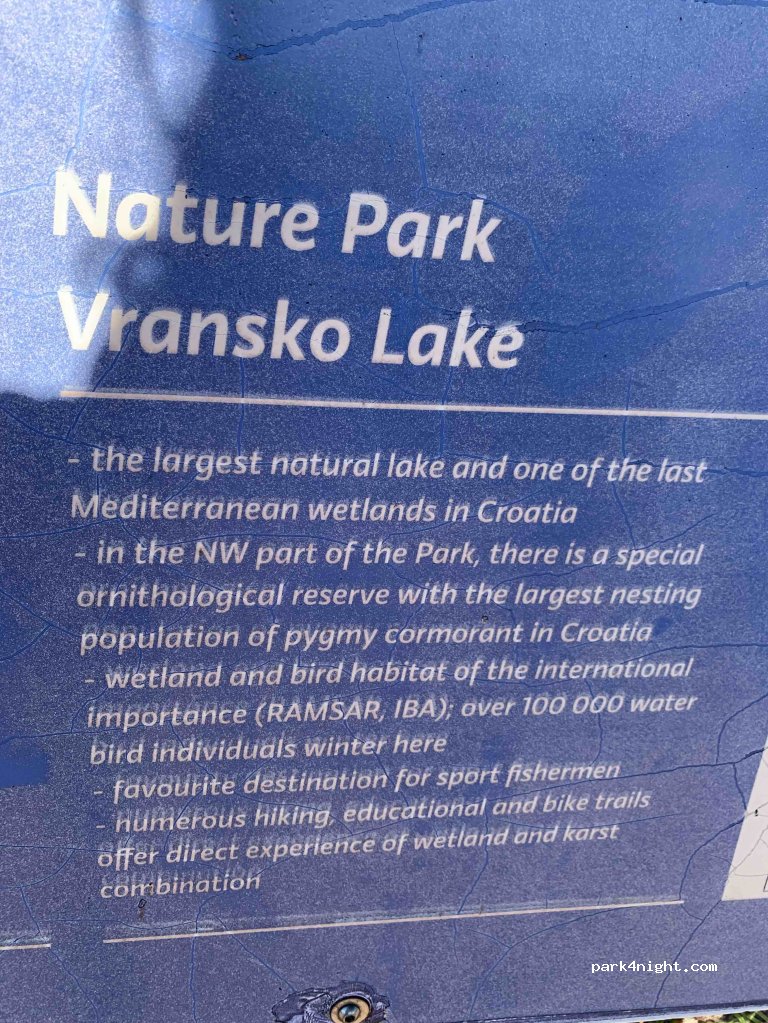 Nature Park
Vransko Lake
- the largest natural lake and one of the last
Mediterranean wetlands in Croatia
- in the NW part of the Park, there is a special
ornithological reserve with the largest nesting
population of pygmy cormorant in Croatia
- wetland and bird habitat of the international
importance (RAMSAR, IBA); over 100 000 water
bird individuals winter here
- favourite destination for sport fishermen
- numerous hiking, educational and bike trails
offer direct experience of wetland and karst
combination
park4night.com